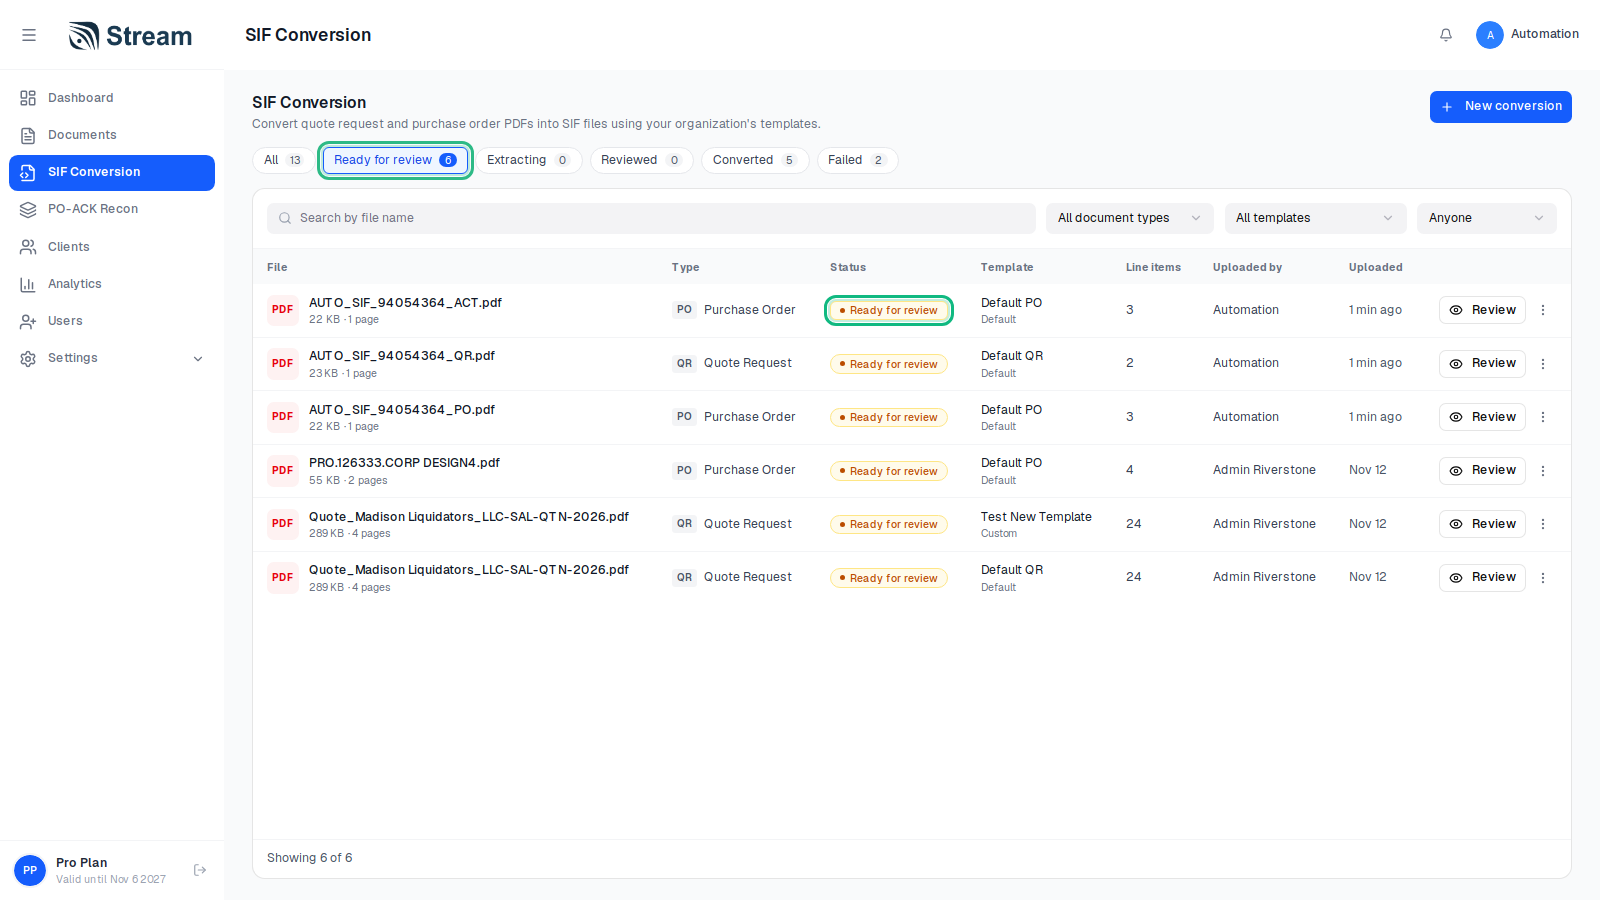 Stream
SIF Conversion
A
Automation
Dashboard
Documents
SIF Conversion
PO-ACK Recon
Clients
Analytics
Users
Settings
SIF Conversion
Convert quote request and purchase order PDFs into SIF files using your organization's templates.
New conversion
All 13
Ready for review 6
Extracting 0
Reviewed 0
Converted 5
Failed 2
Search by file name
All document types
All templates
Anyone
File Type Status Template Line items Uploaded by Uploaded
PDF AUTO_SIF_94054364_ACT.pdf PO Purchase Order Ready for review Default PO 3 Automation 1 min ago Review
22 KB · 1 page Default
PDF AUTO_SIF_94054364_QR.pdf QR Quote Request Ready for review Default QR 2 Automation 1 min ago Review
23 KB · 1 page Default
PDF AUTO_SIF_94054364_PO.pdf PO Purchase Order Ready for review Default PO 3 Automation 1 min ago Review
22 KB · 1 page Default
PDF PRO.126333.CORP DESIGN4.pdf PO Purchase Order Ready for review Default PO 4 Admin Riverstone Nov 12 Review
55 KB · 2 pages Default
PDF Quote_Madison Liquidators_LLC-SAL-QTN-2026.pdf QR Quote Request Ready for review Test New Template 24 Admin Riverstone Nov 12 Review
289 KB · 4 pages Custom
PDF Quote_Madison Liquidators_LLC-SAL-QTN-2026.pdf QR Quote Request Ready for review Default QR 24 Admin Riverstone Nov 12 Review
289 KB · 4 pages Default
Showing 6 of 6
PP
Pro Plan
Valid until Nov 6 2027